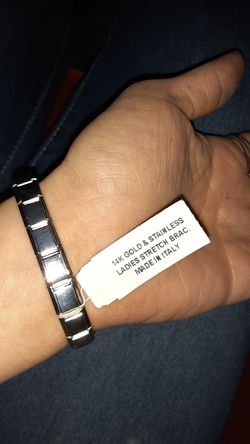 14K GOLD & STAINLESS
LADIES STRETCH BRAC.
MADE IN ITALY